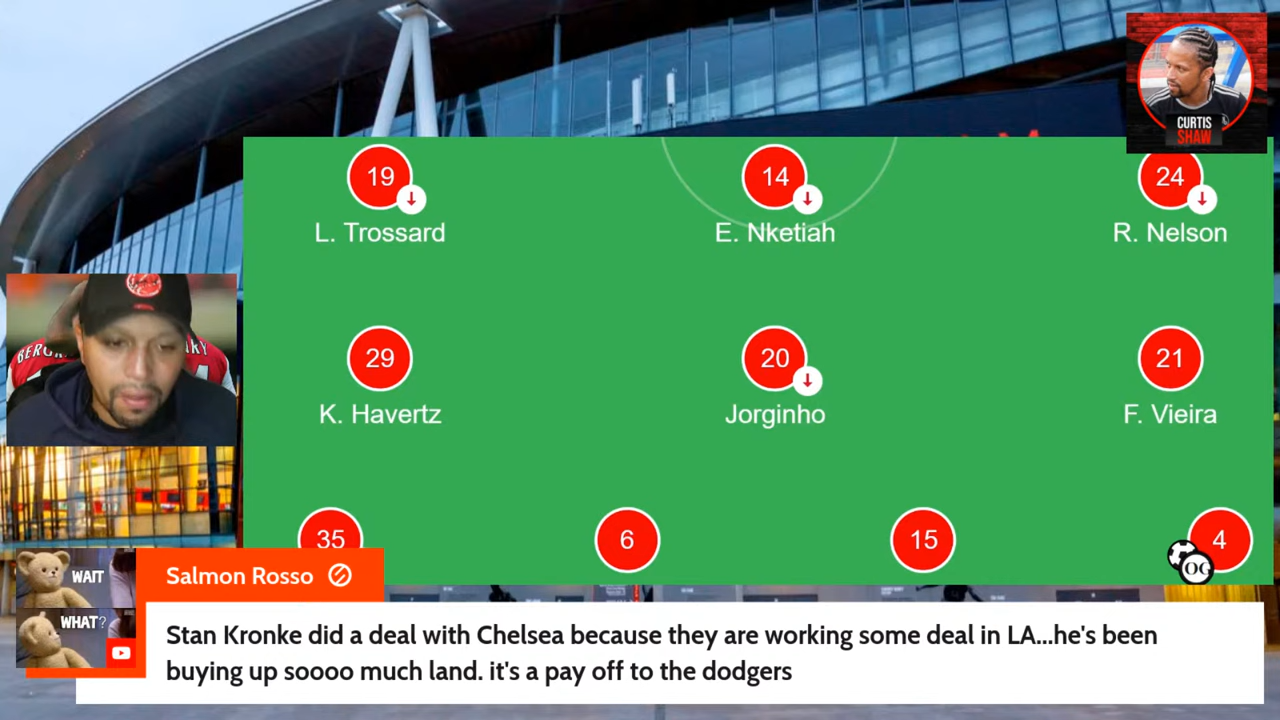 CURTIS
SHAW
19
14
24
L. Trossard
E. Nketiah
R. Nelson
29
20
21
K. Havertz
Jorginho
F. Vieira
35
6
15
4
OG
WAIT
WHAT?
Salmon Rosso
Stan Kronke did a deal with Chelsea because they are working some deal in LA...he's been
buying up soooo much land. it's a pay off to the dodgers